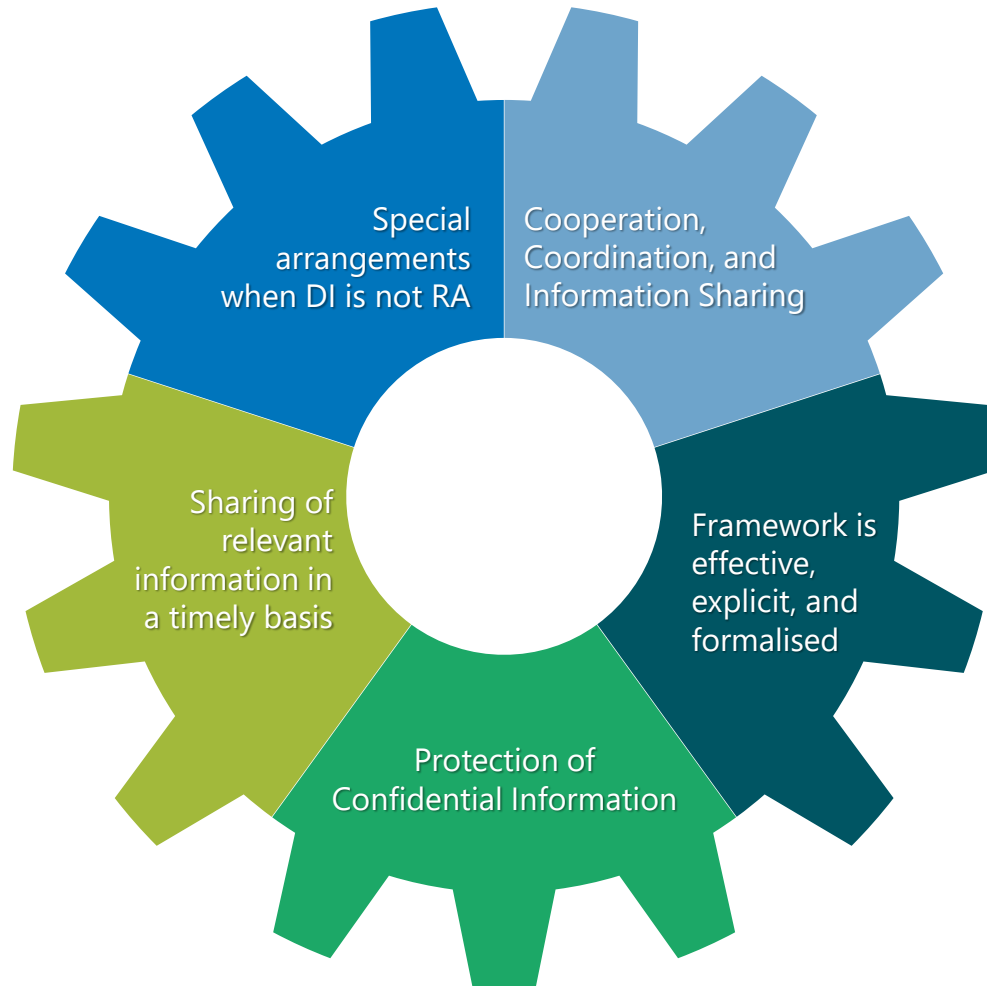 Special
arrangements
when DI is not RA
Cooperation,
Coordination, and
Information Sharing
Sharing of
relevant
information in
a timely basis
Framework is
effective,
explicit, and
formalised
Protection of
Confidential Information